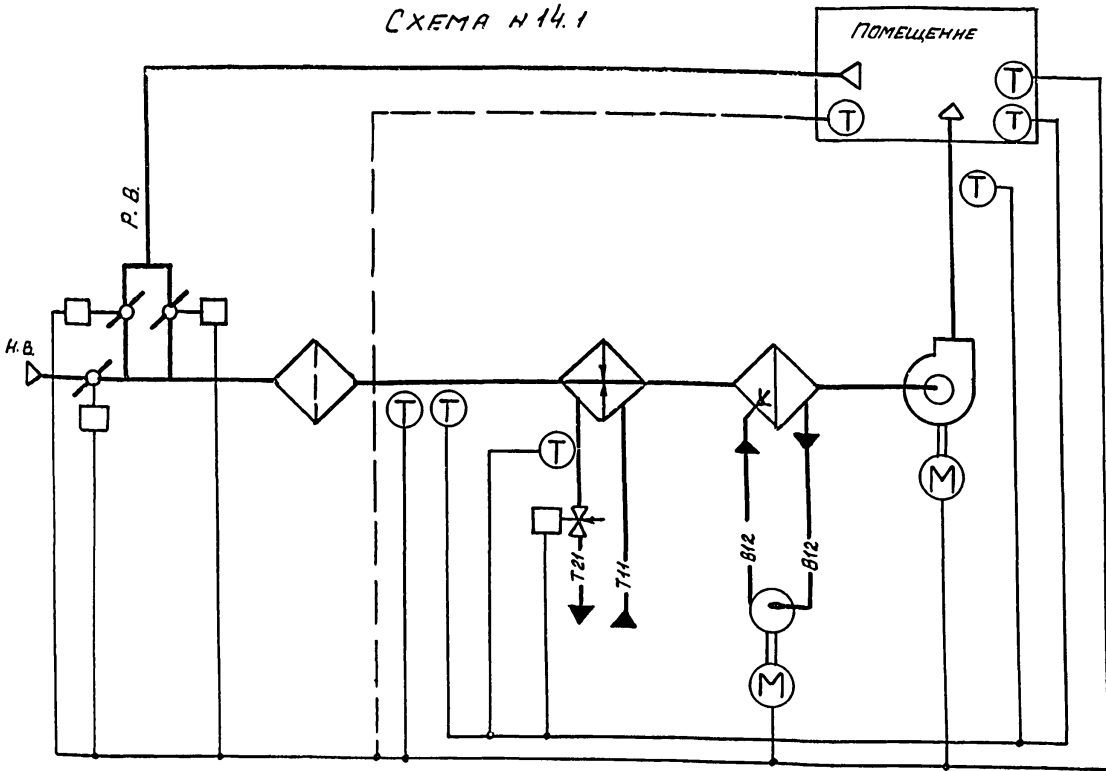 СХЕМА N 14.1
ПОМЕЩЕНИЕ
Т
Т
Т
Т
Р. В.
Н.В.
Т
Т
Т
М
В12
В12
Т21
Т11
М